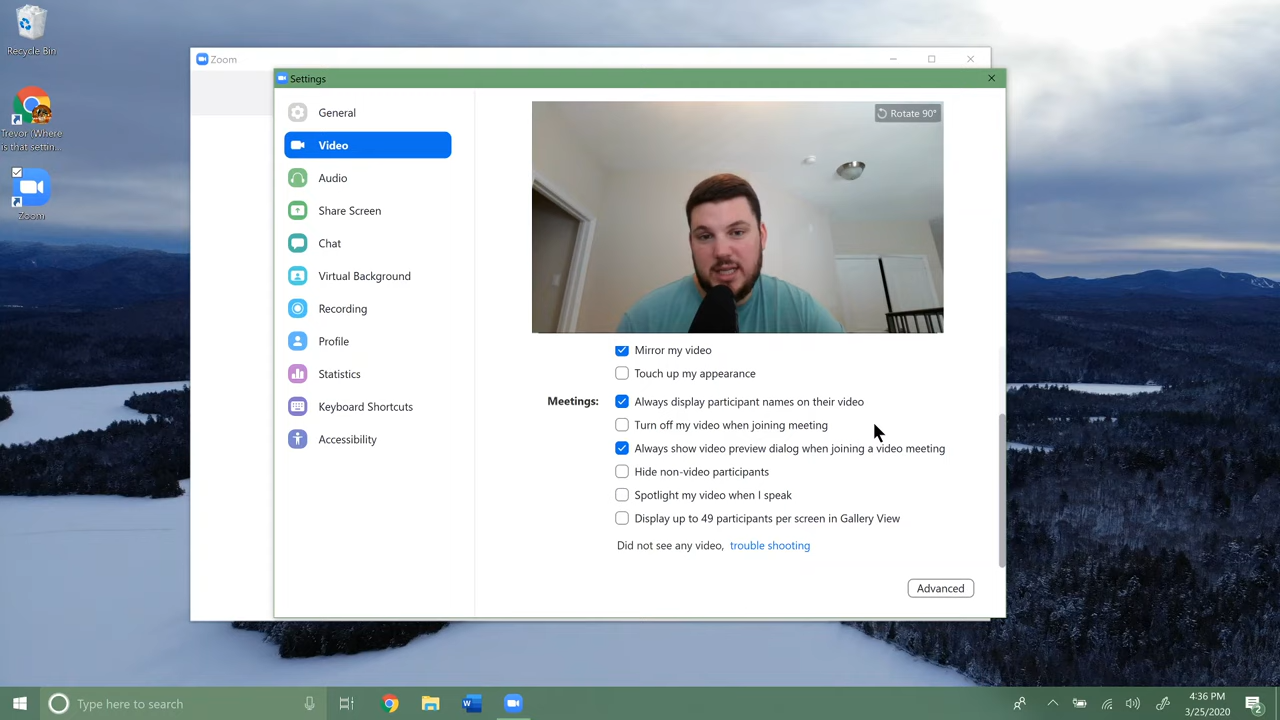 Recycle Bin
Trevor (Where
is that settin...
Zoom
Zoom
Settings
General
Video
Audio
Share Screen
Chat
Virtual Background
Recording
Profile
Statistics
Keyboard Shortcuts
Accessibility
Rotate 90°
Mirror my video
Touch up my appearance
Meetings:
Always display participant names on their video
Turn off my video when joining meeting
Always show video preview dialog when joining a video meeting
Hide non-video participants
Spotlight my video when I speak
Display up to 49 participants per screen in Gallery View
Did not see any video, trouble shooting
Advanced
Type here to search
W
4:36 PM
3/25/2020
2